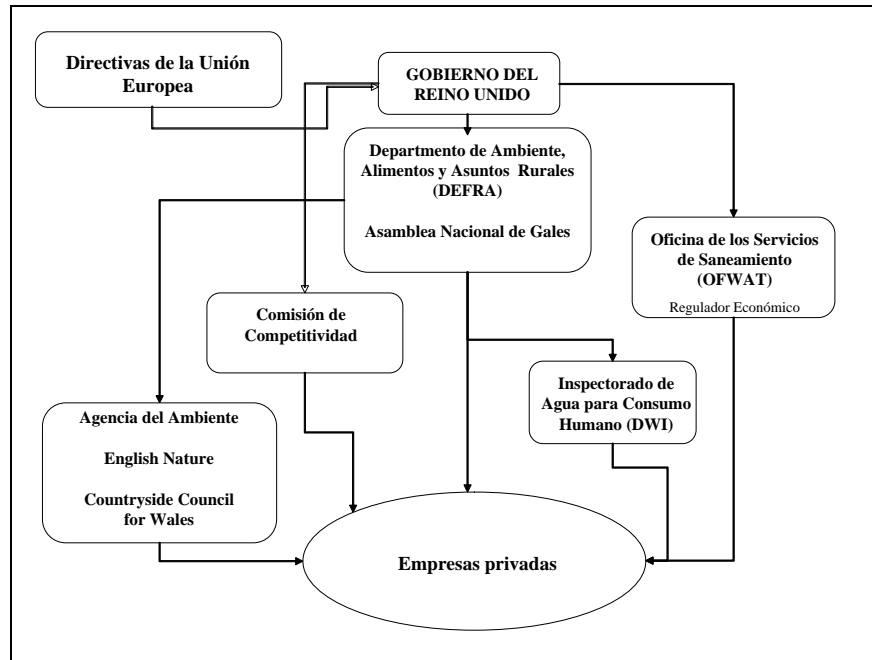 Directivas de la Unión
Europea
GOBIERNO DEL
REINO UNIDO
Departmento de Ambiente,
Alimentos y Asuntos Rurales
(DEFRA)
Asamblea Nacional de Gales
Oficina de los Servicios
de Saneamiento
(OFWAT)
Regulador Económico
Comisión de
Competitividad
Inspectorado de
Agua para Consumo
Humano (DWI)
Agencia del Ambiente
English Nature
Countryside Council
for Wales
Empresas privadas